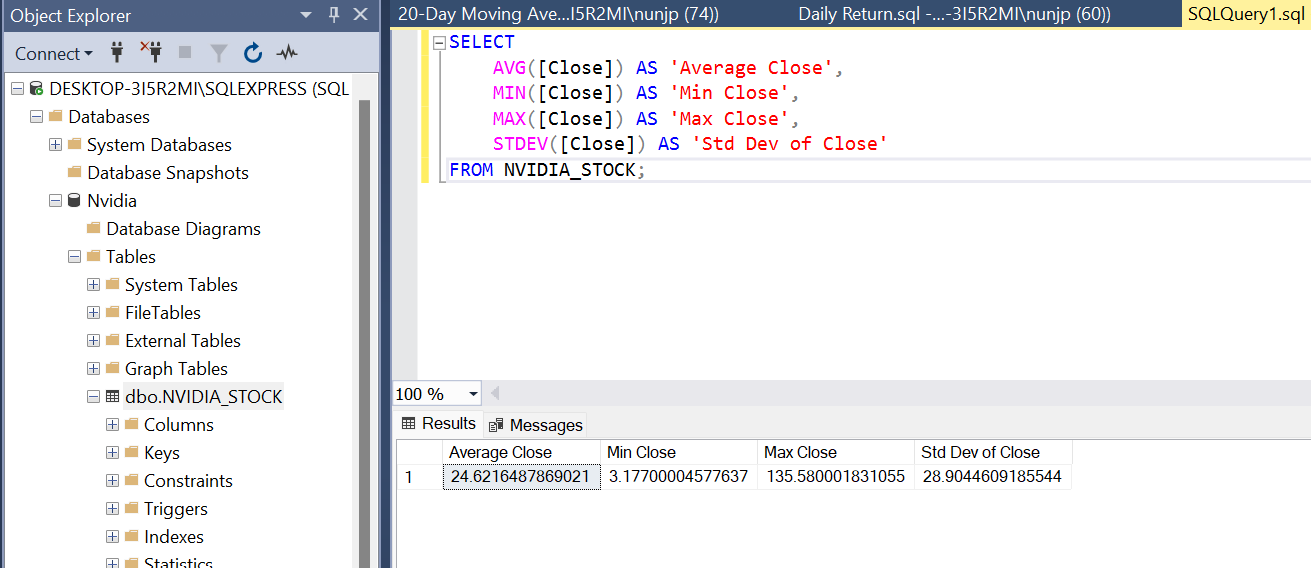 Object Explorer
Connect
DESKTOP-3I5R2MI\SQLEXPRESS (SQL
Databases
System Databases
Database Snapshots
Nvidia
Database Diagrams
Tables
System Tables
FileTables
External Tables
Graph Tables
dbo.NVIDIA_STOCK
Columns
Keys
Constraints
Triggers
Indexes
Statistics
20-Day Moving Ave...I5R2MI\nunjp (74))
Daily Return.sql -...-3I5R2MI\nunjp (60))
SQLQuery1.sql
SELECT
AVG([Close]) AS 'Average Close',
MIN([Close]) AS 'Min Close',
MAX([Close]) AS 'Max Close',
STDEV([Close]) AS 'Std Dev of Close'
FROM NVIDIA_STOCK;
100 %
Results Messages
Average Close Min Close Max Close Std Dev of Close
1 24.6216487869021 3.17700004577637 135.580001831055 28.9044609185544